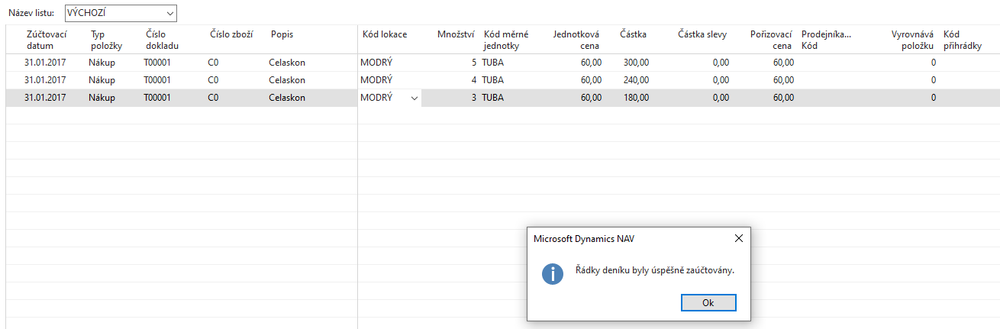 Název listu: VÝCHOZÍ
Zúčtovací datum Typ položky Číslo dokladu Číslo zboží Popis Kód lokace Množství Kód měrné jednotky Jednotková cena Částka Částka slevy Pořizovací cena Prodejníka... Kód Vyrovnává položku Kód přihrádky
31.01.2017 Nákup T00001 C0 Celaskon MODRÝ 5 TUBA 60,00 300,00 0,00 60,00 0
31.01.2017 Nákup T00001 C0 Celaskon MODRÝ 4 TUBA 60,00 240,00 0,00 60,00 0
31.01.2017 Nákup T00001 C0 Celaskon MODRÝ 3 TUBA 60,00 180,00 0,00 60,00 0
Microsoft Dynamics NAV
Řádky deníku byly úspěšně zaúčtovány.
Ok